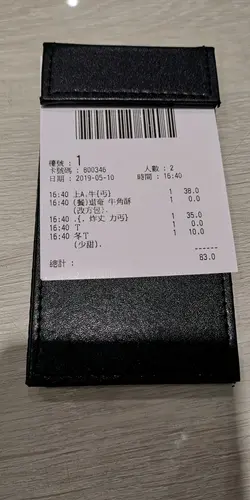 檯號 : 1
卡號碼 : 800346 人數 : 2
日期 : 2019-05-10 時間 : 16:40
16:40 上A.牛{丐} 1 38.0
16:40 (餐)琨奄 牛角酥 1 0.0
(改方包).
16:40 .{, 炸丈 力丐} 1 35.0
16:40 T 1 0.0
16:40 冬T 1 10.0
(少甜).
------
總計 : 83.0